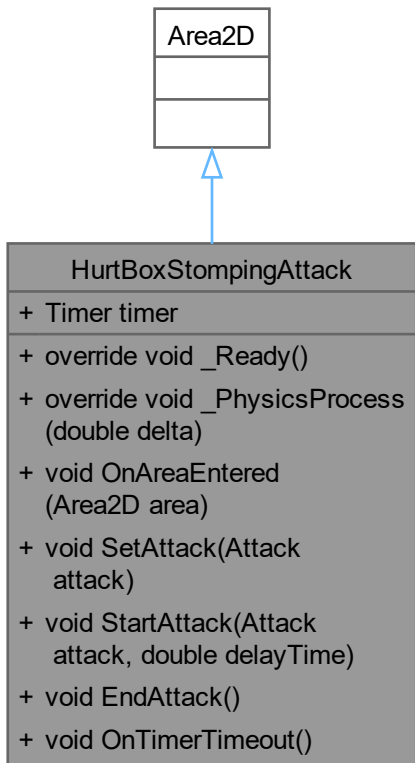 Area2D
HurtBoxStompingAttack
+ Timer timer
+ override void _Ready()
+ override void _PhysicsProcess
(double delta)
+ void OnAreaEntered
(Area2D area)
+ void SetAttack(Attack
attack)
+ void StartAttack(Attack
attack, double delayTime)
+ void EndAttack()
+ void OnTimerTimeout()